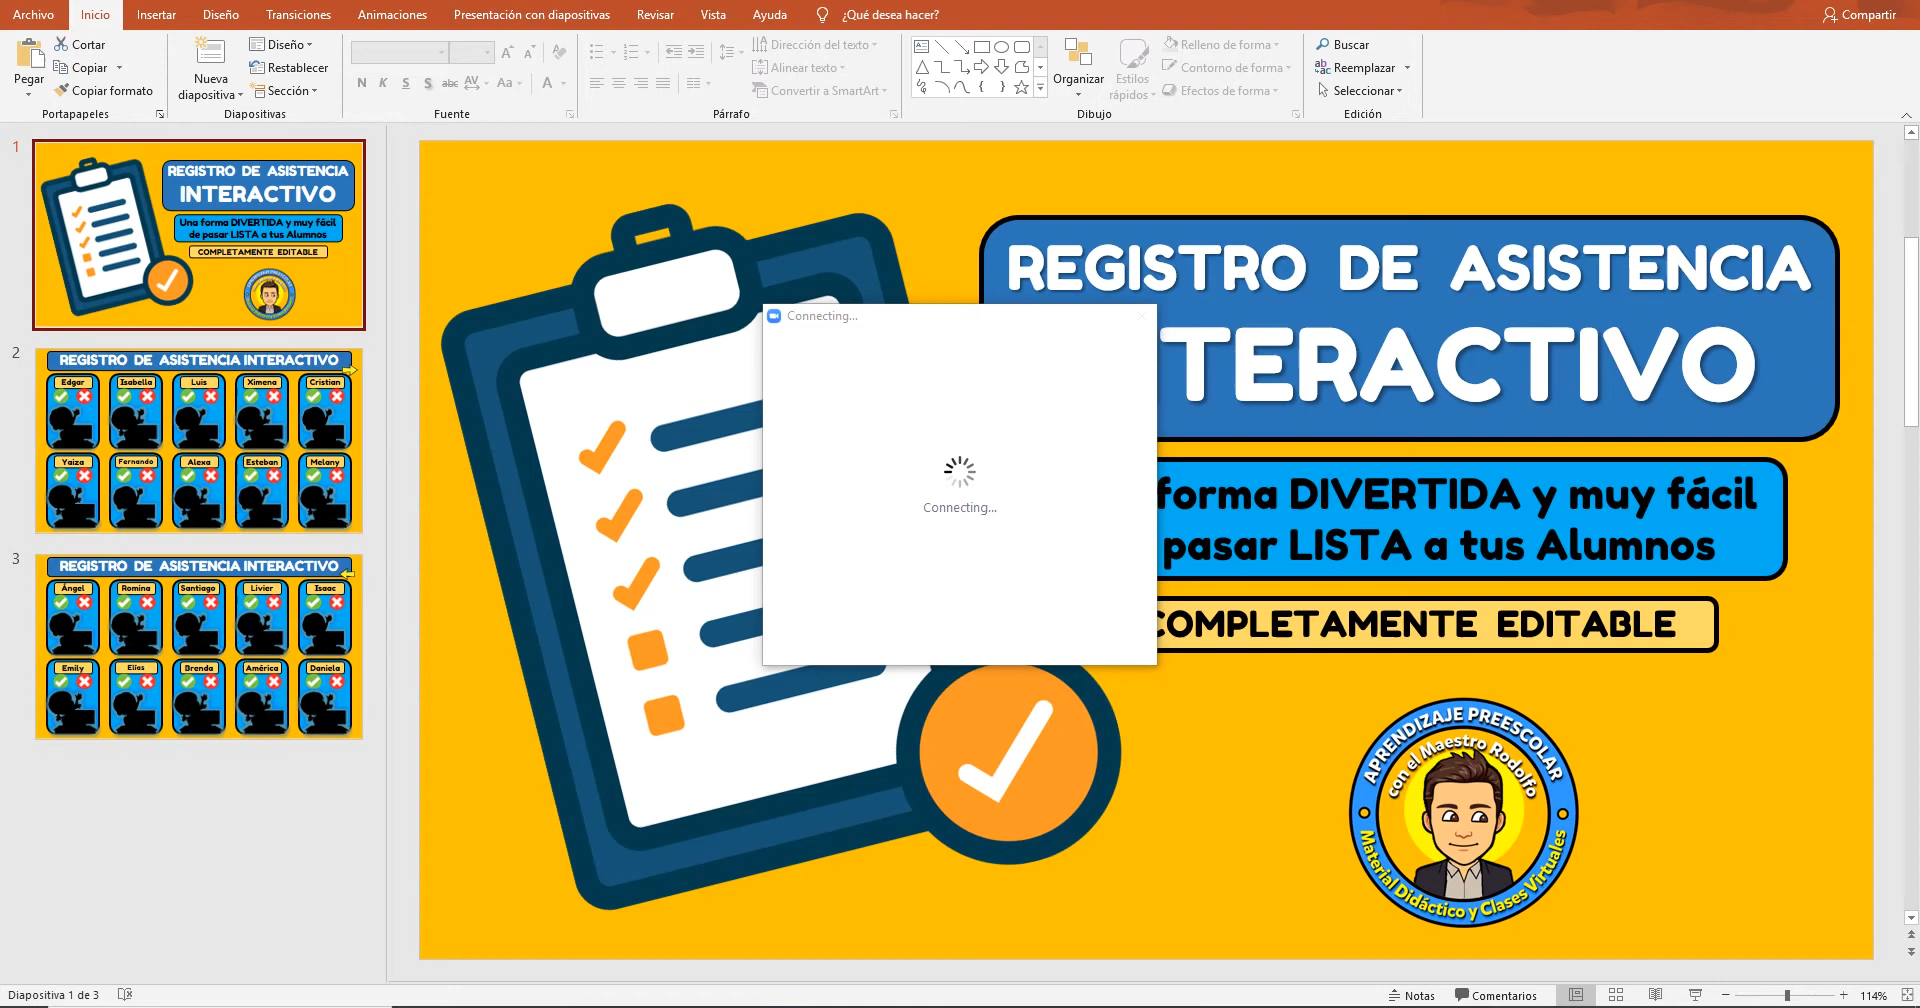 Archivo Inicio Insertar Diseño Transiciones Animaciones Presentación con diapositivas Revisar Vista Ayuda ¿Qué desea hacer? Compartir
Pegar
Cortar
Copiar
Copiar formato
Portapapeles
Nueva
diapositiva
Diseño
Restablecer
Sección
Diapositivas
N K S S abc AV Aa A
Fuente
Dirección del texto
Alinear texto
Convertir a SmartArt
Párrafo
Organizar
Estilos
rápidos
Relleno de forma
Contorno de forma
Efectos de forma
Dibujo
Buscar
Reemplazar
Seleccionar
Edición
1
REGISTRO DE ASISTENCIA
INTERACTIVO
Una forma DIVERTIDA y muy fácil
de pasar LISTA a tus Alumnos
COMPLETAMENTE EDITABLE
2
REGISTRO DE ASISTENCIA INTERACTIVO
Edgar Isabella Luis Ximena Cristian
Yaiza Fernando Alexa Esteban Melany
3
REGISTRO DE ASISTENCIA INTERACTIVO
Ángel Romina Santiago Livier Isaac
Emily Elías Brenda América Daniela
REGISTRO DE ASISTENCIA
TERACTIVO
forma DIVERTIDA y muy fácil
pasar LISTA a tus Alumnos
COMPLETAMENTE EDITABLE
Connecting...
Connecting...
APRENDIZAJE PREESCOLAR
con el Maestro Rodolfo
Material Didáctico y Clases Virtuales
Diapositiva 1 de 3 Notas Comentarios 114%